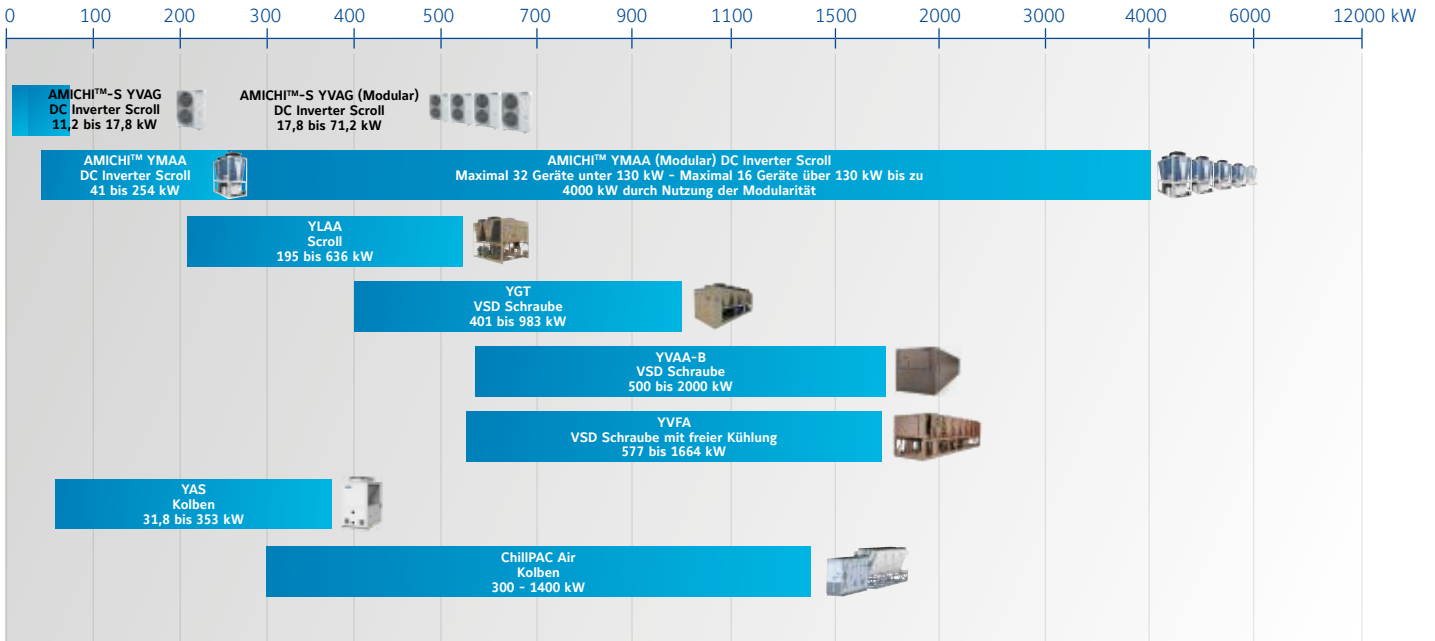 0 100 200 300 400 500 700 900 1100 1500 2000 3000 4000 6000 12000 kW
AMICHI™-S YVAG
DC Inverter Scroll
11,2 bis 17,8 kW
AMICHI™-S YVAG (Modular)
DC Inverter Scroll
17,8 bis 71,2 kW
AMICHI™ YMAA
DC Inverter Scroll
41 bis 254 kW
AMICHI™ YMAA (Modular) DC Inverter Scroll
Maximal 32 Geräte unter 130 kW - Maximal 16 Geräte über 130 kW bis zu
4000 kW durch Nutzung der Modularität
YLAA
Scroll
195 bis 636 kW
YGT
VSD Schraube
401 bis 983 kW
YVAA-B
VSD Schraube
500 bis 2000 kW
YVFA
VSD Schraube mit freier Kühlung
577 bis 1664 kW
YAS
Kolben
31,8 bis 353 kW
ChillPAC Air
Kolben
300 - 1400 kW